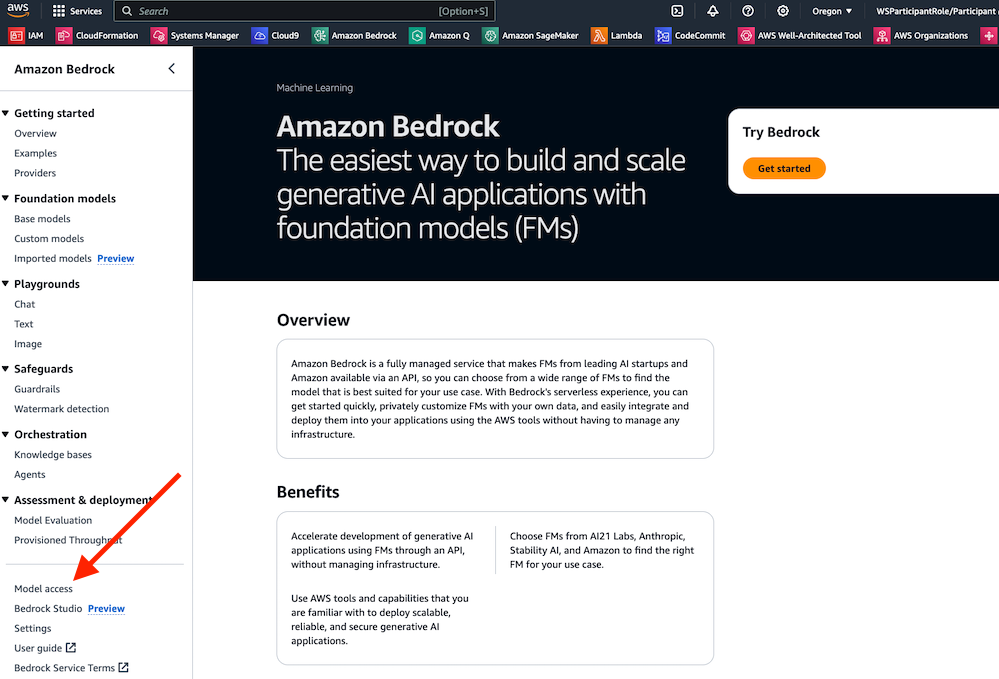 aws
Services
Search
[Option+S]
Oregon
WSParticipantRole/Participant
IAM
CloudFormation
Systems Manager
Cloud9
Amazon Bedrock
Amazon Q
Amazon SageMaker
Lambda
CodeCommit
AWS Well-Architected Tool
AWS Organizations
Amazon Bedrock
Getting started
Overview
Examples
Providers
Foundation models
Base models
Custom models
Imported models Preview
Playgrounds
Chat
Text
Image
Safeguards
Guardrails
Watermark detection
Orchestration
Knowledge bases
Agents
Assessment & deployment
Model Evaluation
Provisioned Throughput
Model access
Bedrock Studio Preview
Settings
User guide
Bedrock Service Terms
Machine Learning
Amazon Bedrock
The easiest way to build and scale
generative AI applications with
foundation models (FMs)
Try Bedrock
Get started
Overview
Amazon Bedrock is a fully managed service that makes FMs from leading AI startups and
Amazon available via an API, so you can choose from a wide range of FMs to find the
model that is best suited for your use case. With Bedrock's serverless experience, you can
get started quickly, privately customize FMs with your own data, and easily integrate and
deploy them into your applications using the AWS tools without having to manage any
infrastructure.
Benefits
Accelerate development of generative AI
applications using FMs through an API,
without managing infrastructure.
Choose FMs from AI21 Labs, Anthropic,
Stability AI, and Amazon to find the right
FM for your use case.
Use AWS tools and capabilities that you
are familiar with to deploy scalable,
reliable, and secure generative AI
applications.